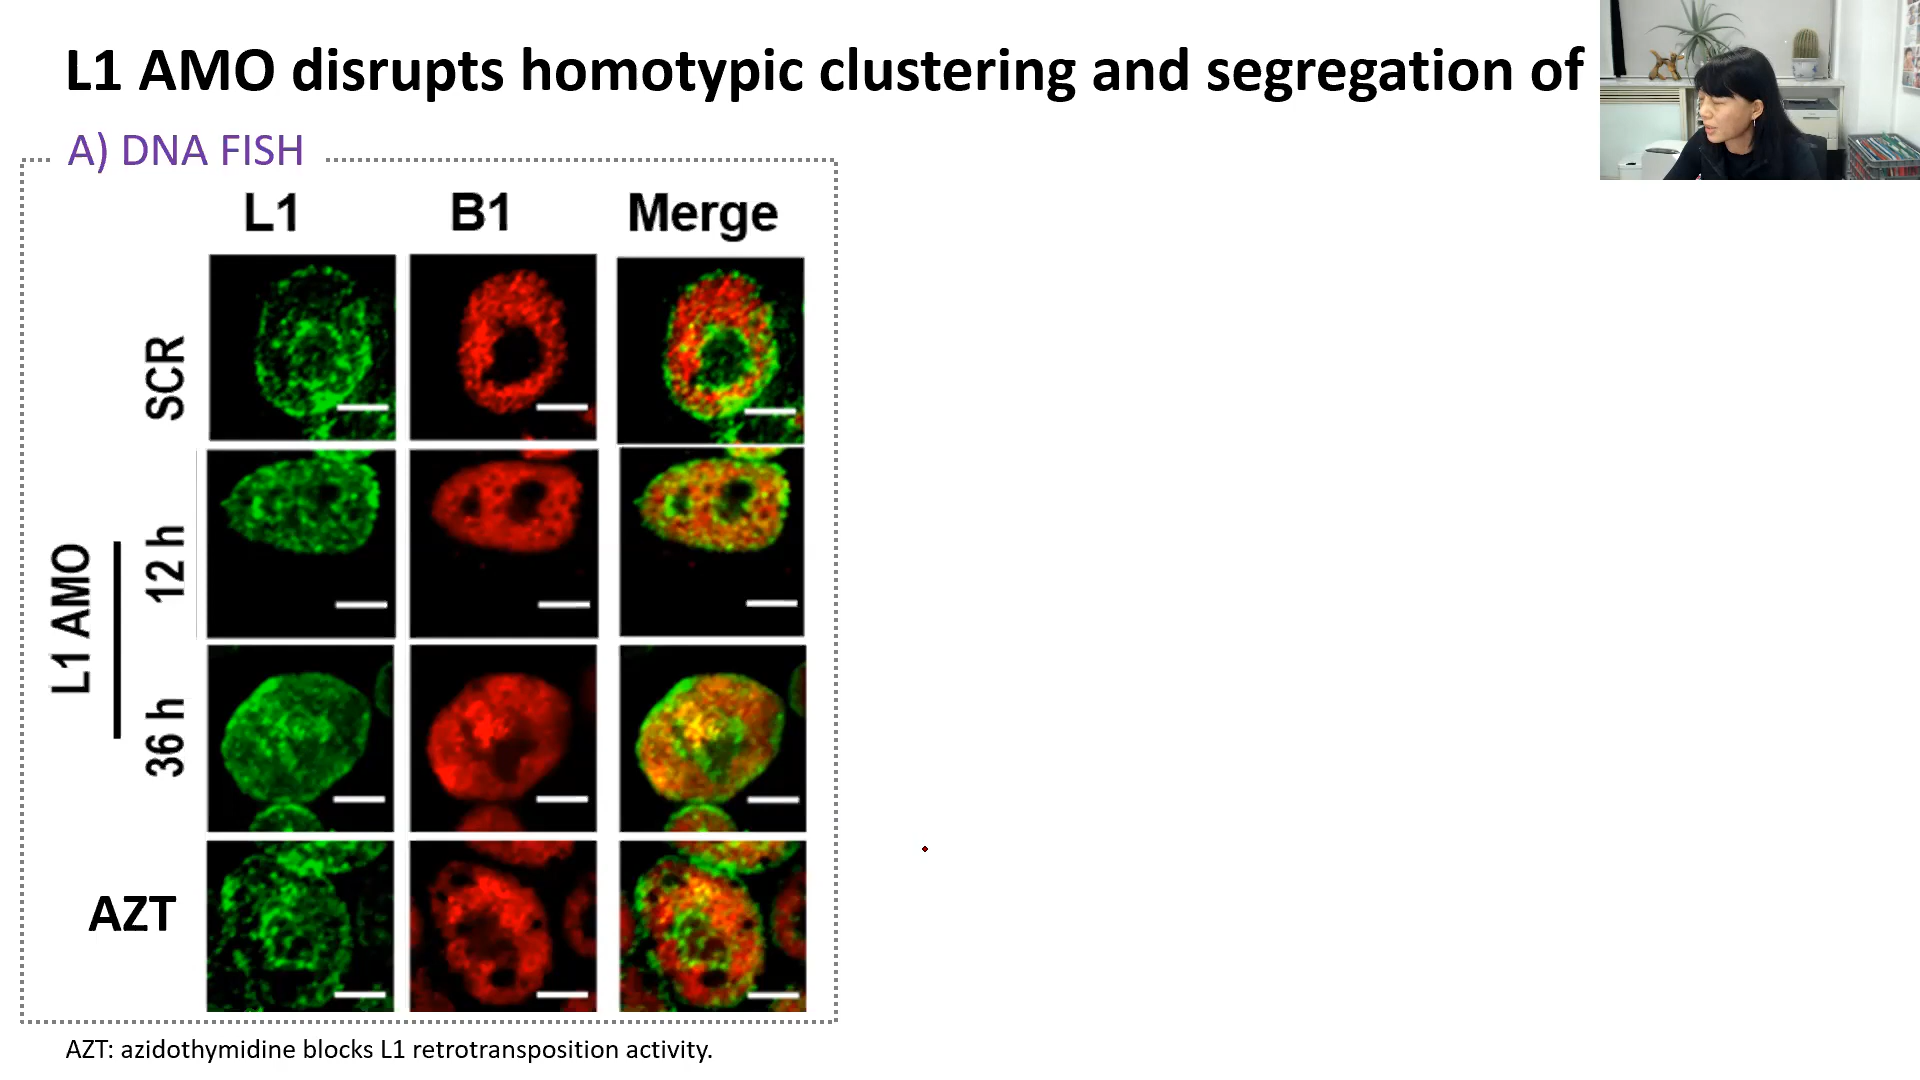 L1 AMO disrupts homotypic clustering and segregation of
A) DNA FISH
L1 B1 Merge
SCR
L1 AMO
12 h
36 h
AZT
AZT: azidothymidine blocks L1 retrotransposition activity.